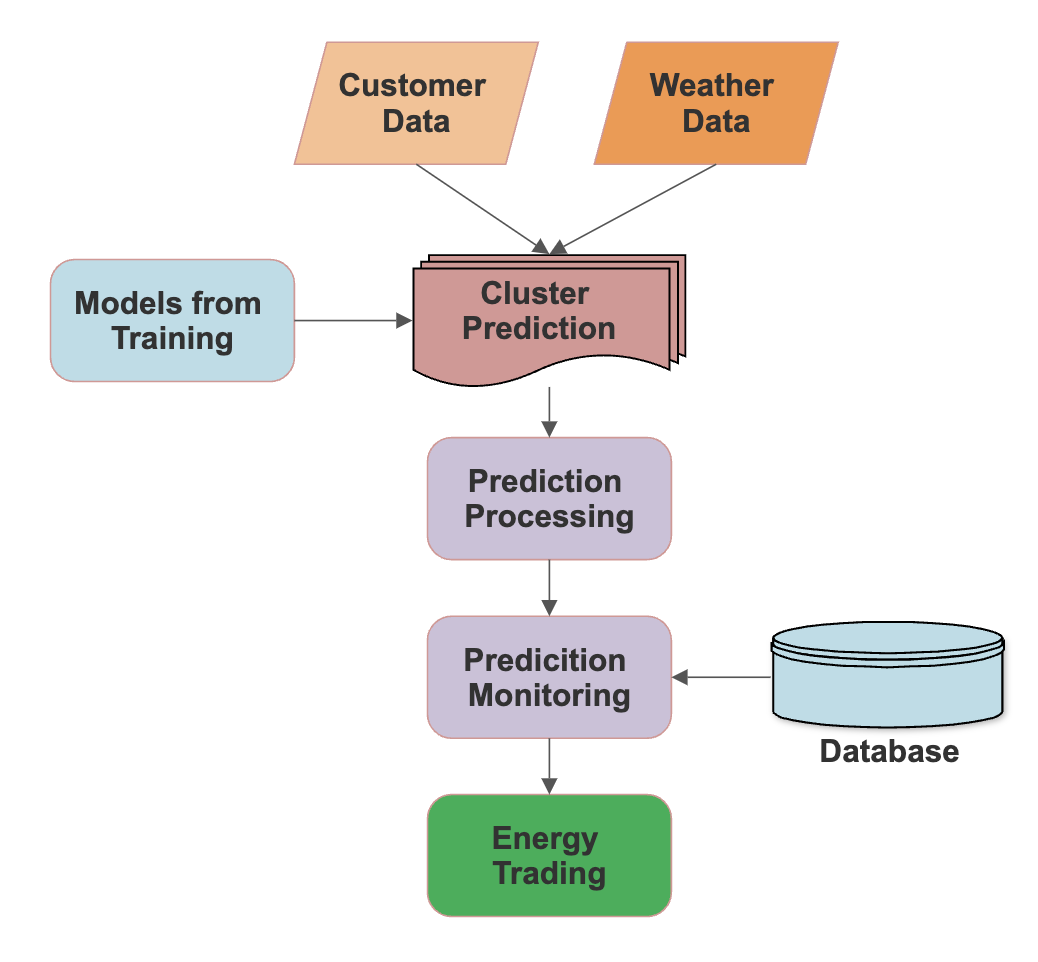 Customer
Data
Weather
Data
Models from
Training
Cluster
Prediction
Prediction
Processing
Predicition
Monitoring
Database
Energy
Trading